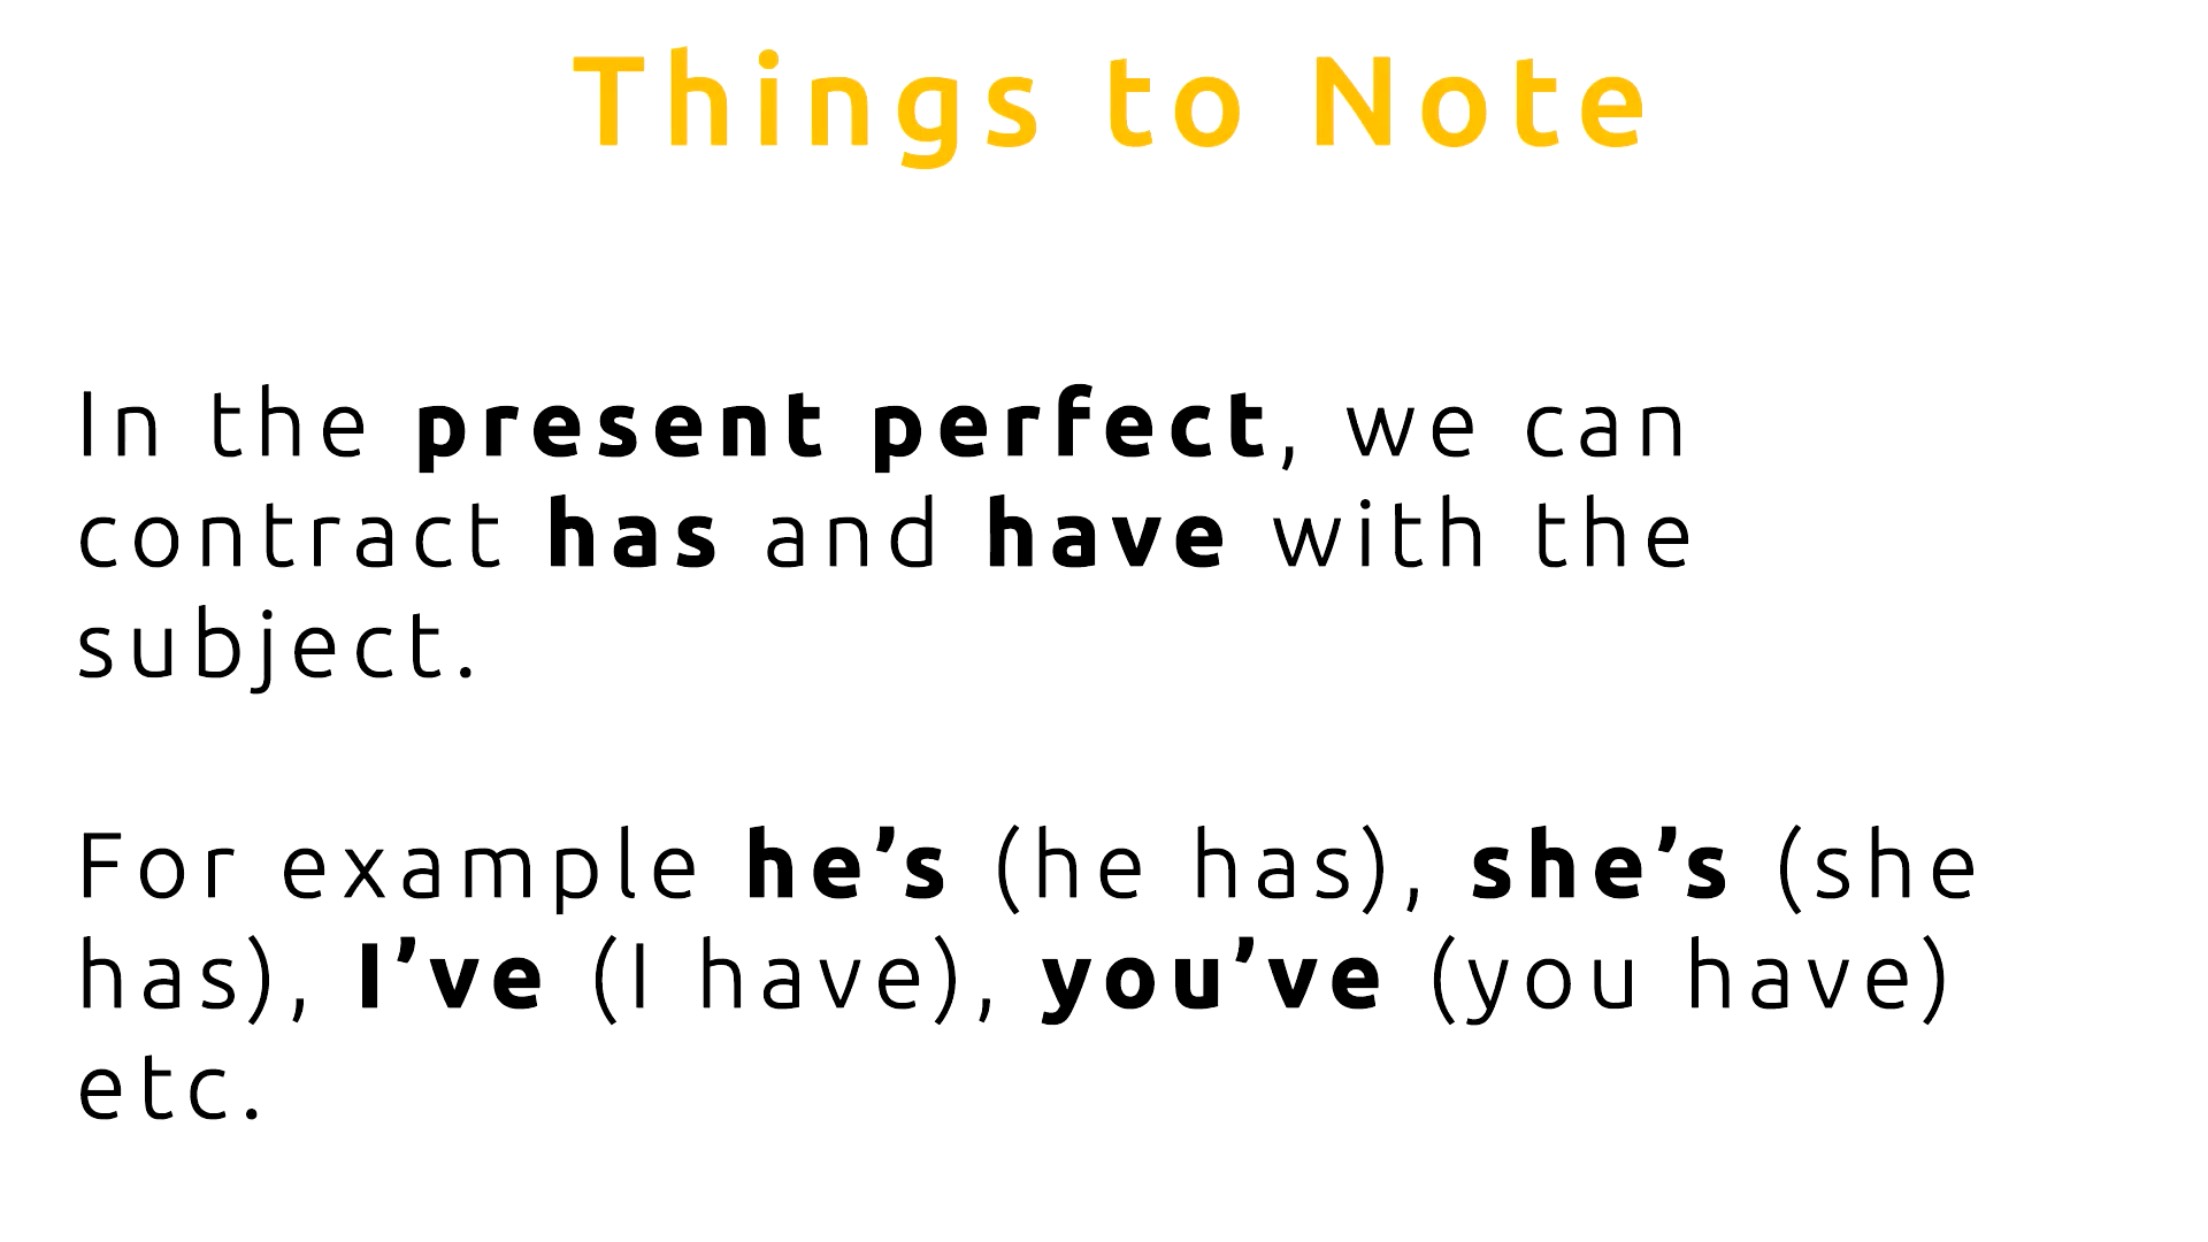 Things to Note
In the present perfect, we can
contract has and have with the
subject.
For example he’s (he has), she’s (she
has), I’ve (I have), you’ve (you have)
etc.